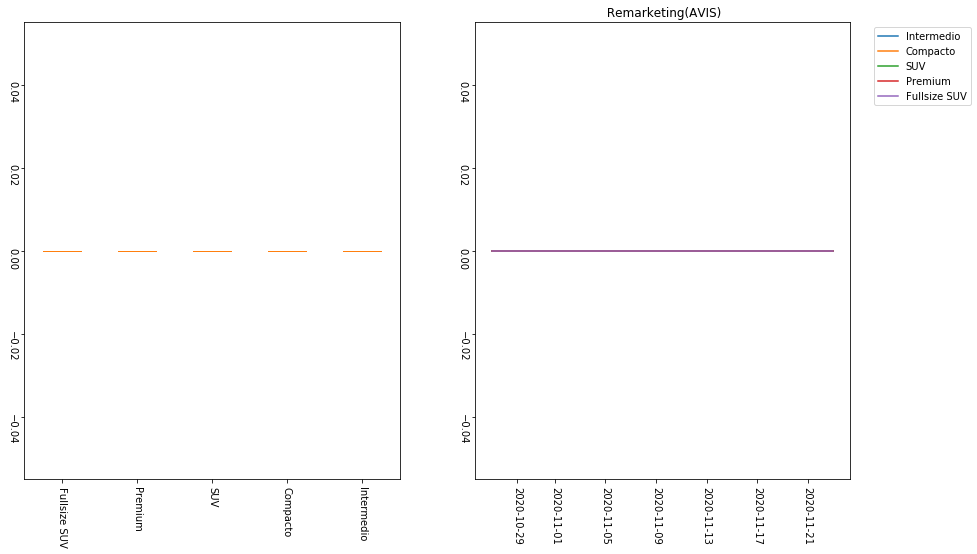 0.04
0.02
0.00
−0.02
−0.04
Fullsize SUV
Premium
SUV
Compacto
Intermedio
Remarketing(AVIS)
0.04
0.02
0.00
−0.02
−0.04
2020-10-29
2020-11-01
2020-11-05
2020-11-09
2020-11-13
2020-11-17
2020-11-21
Intermedio
Compacto
SUV
Premium
Fullsize SUV